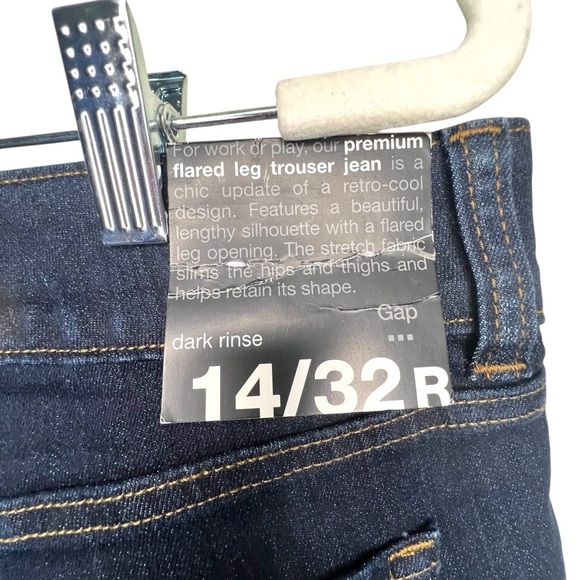 For work or play, our premium
flared leg trouser jean is a
chic update of a retro-cool
design. Features a beautiful,
lengthy silhouette with a flared
leg opening. The stretch fabric
slims the hips and thighs and
helps retain its shape.
Gap
dark rinse
14/32 R